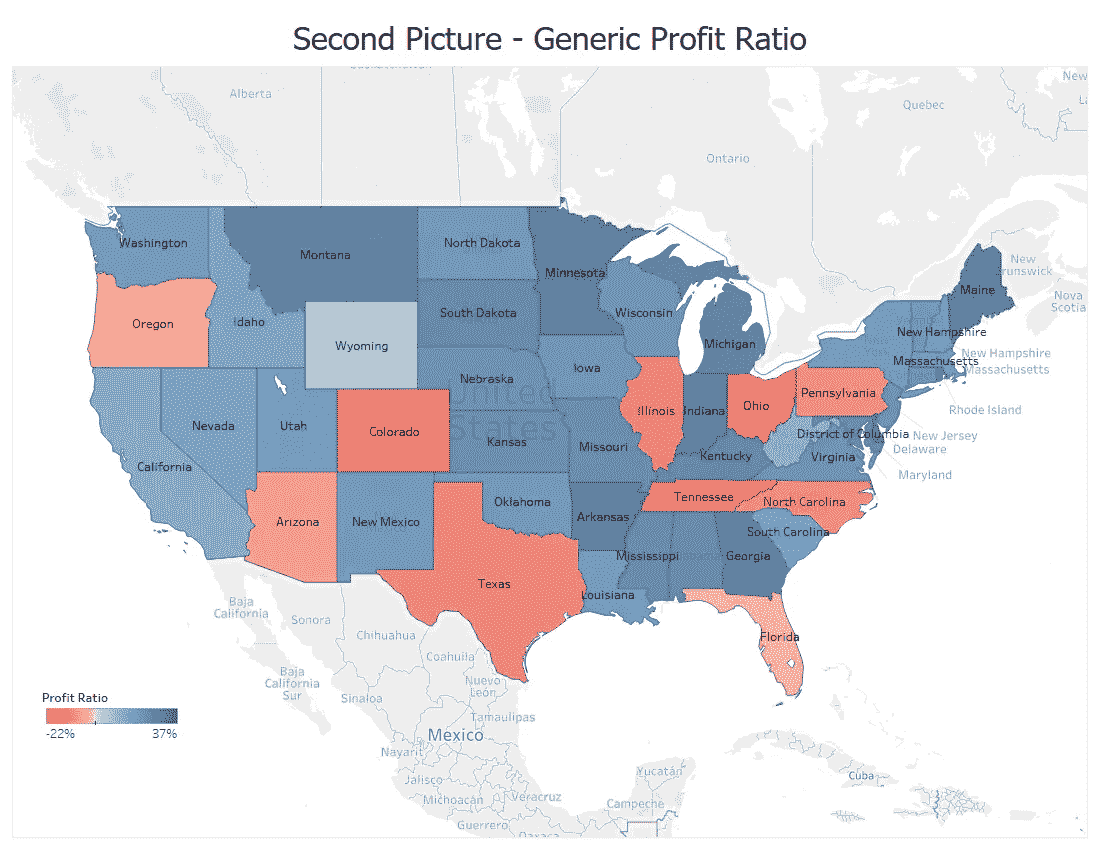 Second Picture - Generic Profit Ratio
Alberta
Quebec
Ontario
New
Washington
Montana
North Dakota
Minnesota
Maine
New
Nova
Scotia
Oregon
Idaho
Wyoming
South Dakota
Wisconsin
Michigan
New Hampshire
New Hampshire
Massachusetts
Massachusetts
Iowa
Nebraska
Pennsylvania
United
States
Nevada
Utah
Colorado
Kansas
Missouri
Illinois
Indiana
Ohio
Rhode Island
District of Columbia
New Jersey
Delaware
Maryland
California
Kentucky
Virginia
Arizona
New Mexico
Oklahoma
Arkansas
Tennessee
North Carolina
South Carolina
Texas
Louisiana
Mississippi
Georgia
Florida
Baja
California
Sonora
Chihuahua
Coahuila
Baja
California
Sur
Sinaloa
Nuevo
León
Tamaulipas
Profit Ratio
-22%
37%
Mexico
Nayarit
Jalisco
Michoacán
Veracruz
Guerrero
Oaxaca
Yucatán
Campeche
Cuba